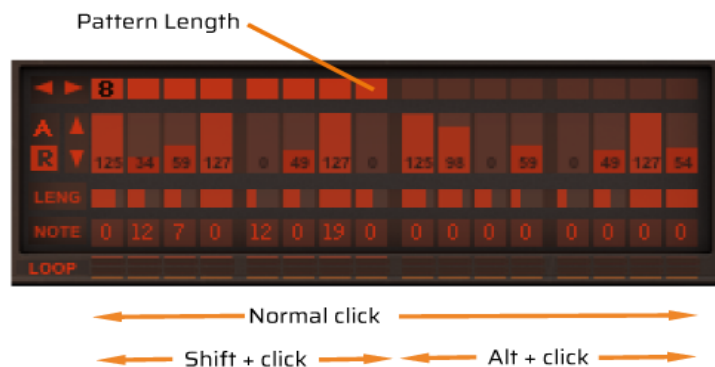 Pattern Length
8
A
R
125 34 59 127 0 49 127 0 125 98 0 59 0 49 127 54
LENG
NOTE 0 12 7 0 12 0 19 0 0 0 0 0 0 0 0 0
LOOP
Normal click
Shift + click Alt + click